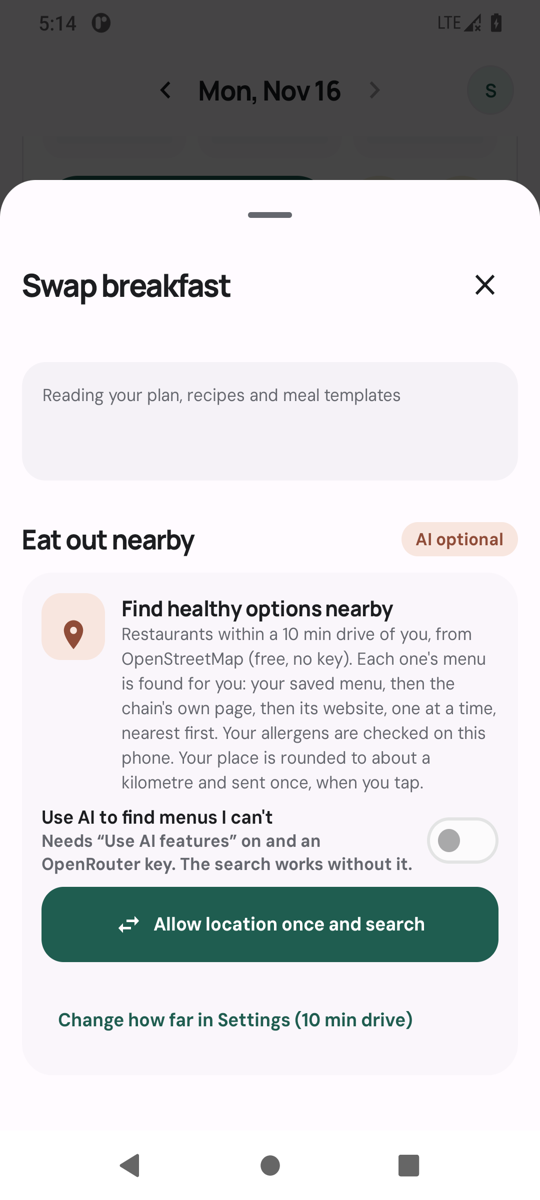 5:14
LTE
Mon, Nov 16
S
Swap breakfast
Reading your plan, recipes and meal templates
Eat out nearby
AI optional
Find healthy options nearby
Restaurants within a 10 min drive of you, from
OpenStreetMap (free, no key). Each one's menu
is found for you: your saved menu, then the
chain's own page, then its website, one at a time,
nearest first. Your allergens are checked on this
phone. Your place is rounded to about a
kilometre and sent once, when you tap.
Use AI to find menus I can't
Needs “Use AI features” on and an
OpenRouter key. The search works without it.
Allow location once and search
Change how far in Settings (10 min drive)